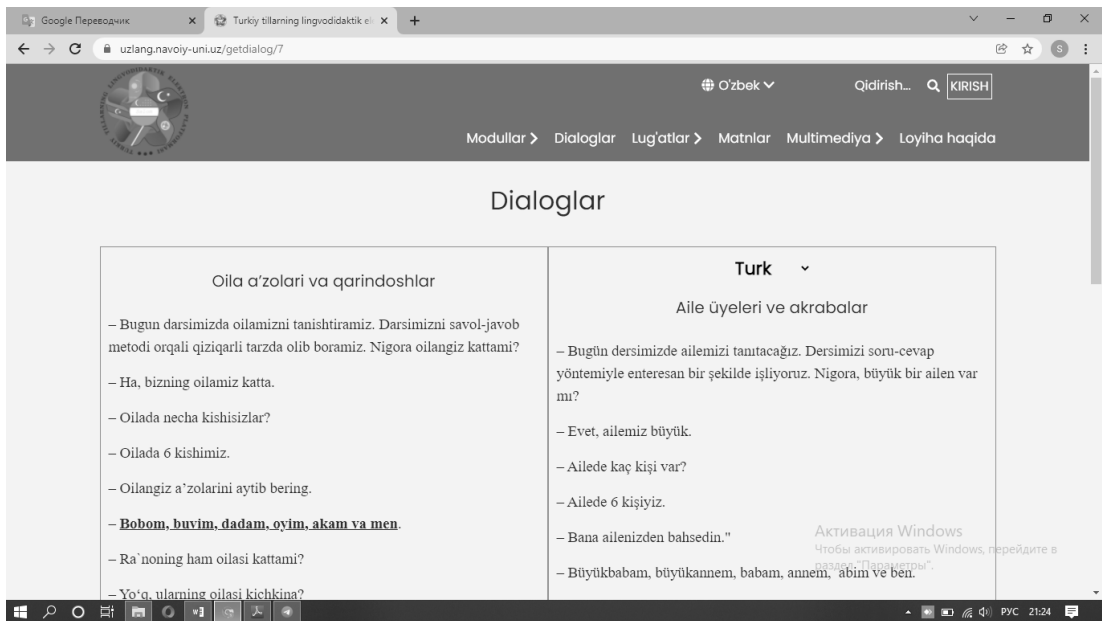 Google Переводчик
Turkiy tillarning lingvodidaktik el
uzlang.navoiy-uni.uz/getdialog/7
S
O'zbek
Qidirish...
KIRISH
Modullar
Dialoglar
Lug'atlar
Matnlar
Multimediya
Loyiha haqida
Dialoglar
Oila a’zolari va qarindoshlar
– Bugun darsimizda oilamizni tanishtiramiz. Darsimizni savol-javob
metodi orqali qiziqarli tarzda olib boramiz. Nigora oilangiz kattami?
– Ha, bizning oilamiz katta.
– Oilada necha kishisizlar?
– Oilada 6 kishimiz.
– Oilangiz a’zolarini aytib bering.
– Bobom, buvim, dadam, oyim, akam va men.
– Ra`noning ham oilasi kattami?
– Yo‘q, ularning oilasi kichkina?
Turk
Aile üyeleri ve akrabalar
– Bugün dersimizde ailemizi tanıtacağız. Dersimizi soru-cevap
yöntemiyle enteresan bir şekilde işliyoruz. Nigora, büyük bir ailen var
mı?
– Evet, ailemiz büyük.
– Ailede kaç kişi var?
– Ailede 6 kişiyiz.
– Bana ailenizden bahsedin."
– Büyükbabam, büyükannem, babam, annem, abim ve ben.
Активация Windows
Чтобы активировать Windows, перейдите в
раздел "Параметры".
РУС
21:24